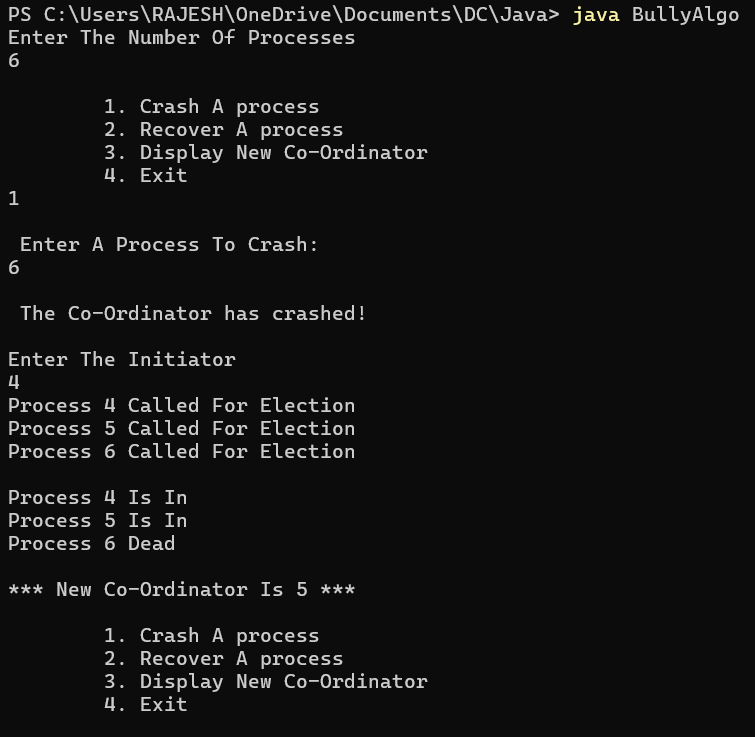 PS C:\Users\RAJESH\OneDrive\Documents\DC\Java> java BullyAlgo
Enter The Number Of Processes
6
1. Crash A process
2. Recover A process
3. Display New Co-Ordinator
4. Exit
1
Enter A Process To Crash:
6
The Co-Ordinator has crashed!
Enter The Initiator
4
Process 4 Called For Election
Process 5 Called For Election
Process 6 Called For Election
Process 4 Is In
Process 5 Is In
Process 6 Dead
*** New Co-Ordinator Is 5 ***
1. Crash A process
2. Recover A process
3. Display New Co-Ordinator
4. Exit